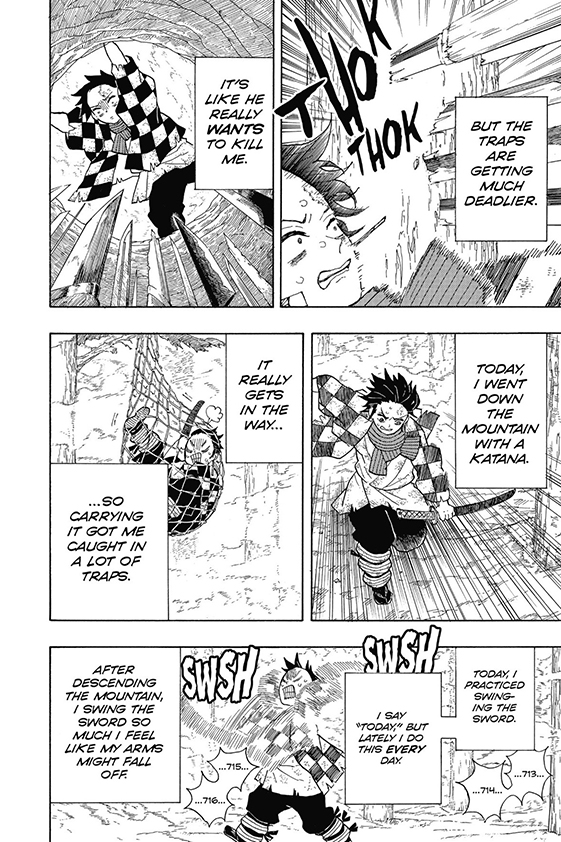 THOK
THOK
BUT THE
TRAPS
ARE
GETTING
MUCH
DEADLIER.
IT'S
LIKE HE
REALLY
WANTS
TO KILL
ME.
TODAY,
I WENT
DOWN
THE
MOUNTAIN
WITH A
KATANA.
IT
REALLY
GETS
IN THE
WAY...
...SO
CARRYING
IT GOT ME
CAUGHT IN
A LOT OF
TRAPS.
TODAY, I
PRACTICED
SWING-
ING THE
SWORD.
...713...
...714...
SWSH
I SAY
"TODAY," BUT
LATELY I DO
THIS EVERY
DAY.
SWSH
...715...
...716...
AFTER
DESCENDING
THE MOUNTAIN,
I SWING THE
SWORD SO
MUCH I FEEL
LIKE MY ARMS
MIGHT FALL
OFF.